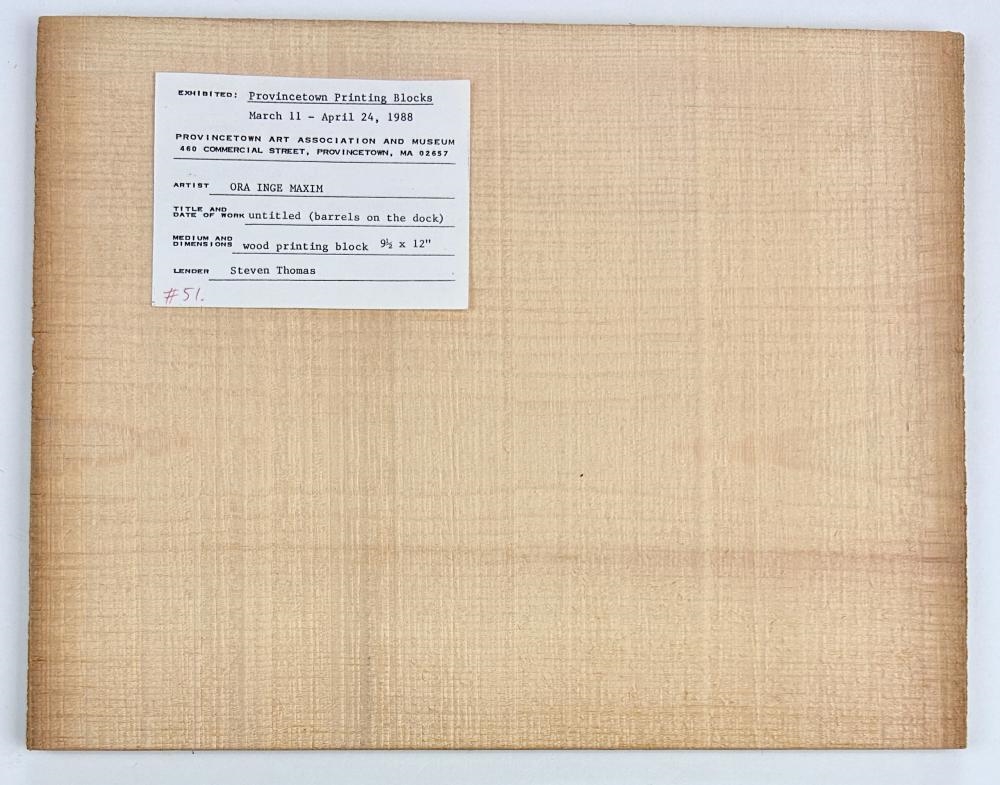 EXHIBITED: Provincetown Printing Blocks
March 11 - April 24, 1988
PROVINCETOWN ART ASSOCIATION AND MUSEUM
460 COMMERCIAL STREET, PROVINCETOWN, MA 02657
ARTIST ORA INGE MAXIM
TITLE AND
DATE OF WORK untitled (barrels on the dock)
MEDIUM AND
DIMENSIONS wood printing block 9½ x 12"
LENDER Steven Thomas
#51.